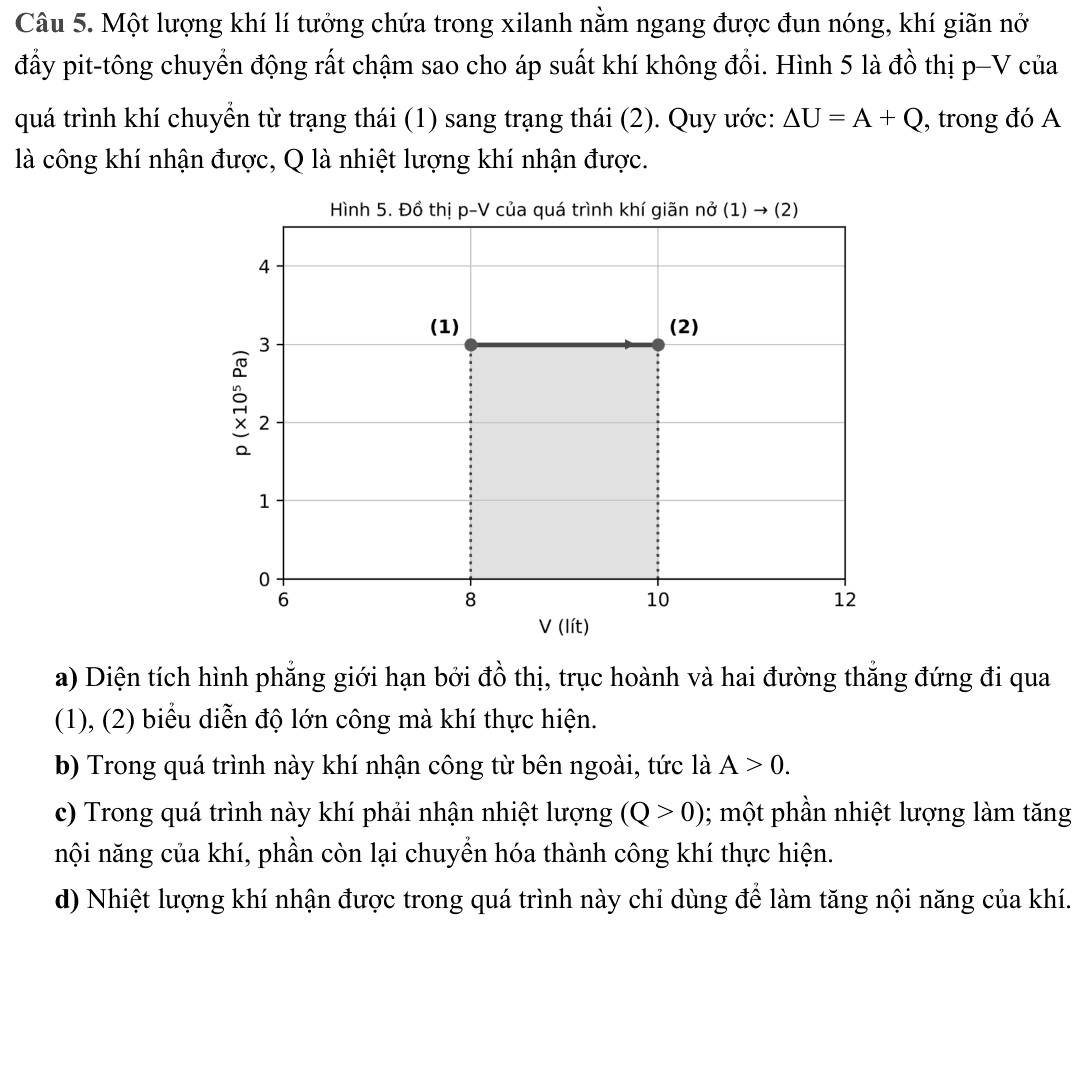 Câu 5. Một lượng khí lí tưởng chứa trong xilanh nằm ngang được đun nóng, khí giãn nở
đẩy pit-tông chuyển động rất chậm sao cho áp suất khí không đổi. Hình 5 là đồ thị p–V của
quá trình khí chuyển từ trạng thái (1) sang trạng thái (2). Quy ước: ΔU = A + Q, trong đó A
là công khí nhận được, Q là nhiệt lượng khí nhận được.
Hình 5. Đồ thị p–V của quá trình khí giãn nở (1) → (2)
4
(1)
(2)
3
p (×10⁵ Pa)
2
1
0
6
8
10
12
V (lít)
a) Diện tích hình phẳng giới hạn bởi đồ thị, trục hoành và hai đường thẳng đứng đi qua
(1), (2) biểu diễn độ lớn công mà khí thực hiện.
b) Trong quá trình này khí nhận công từ bên ngoài, tức là A > 0.
c) Trong quá trình này khí phải nhận nhiệt lượng (Q > 0); một phần nhiệt lượng làm tăng
nội năng của khí, phần còn lại chuyển hóa thành công khí thực hiện.
d) Nhiệt lượng khí nhận được trong quá trình này chỉ dùng để làm tăng nội năng của khí.